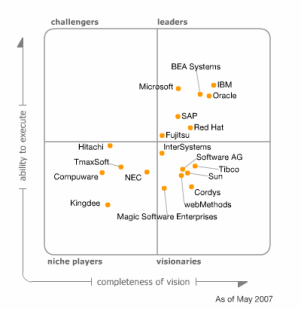 challengers
leaders
BEA Systems
Microsoft
IBM
Oracle
SAP
Red Hat
Fujitsu
Hitachi
InterSystems
Software AG
TmaxSoft
Tibco
Compuware
NEC
Sun
Cordys
Kingdee
webMethods
Magic Software Enterprises
niche players
visionaries
ability to execute
completeness of vision
As of May 2007